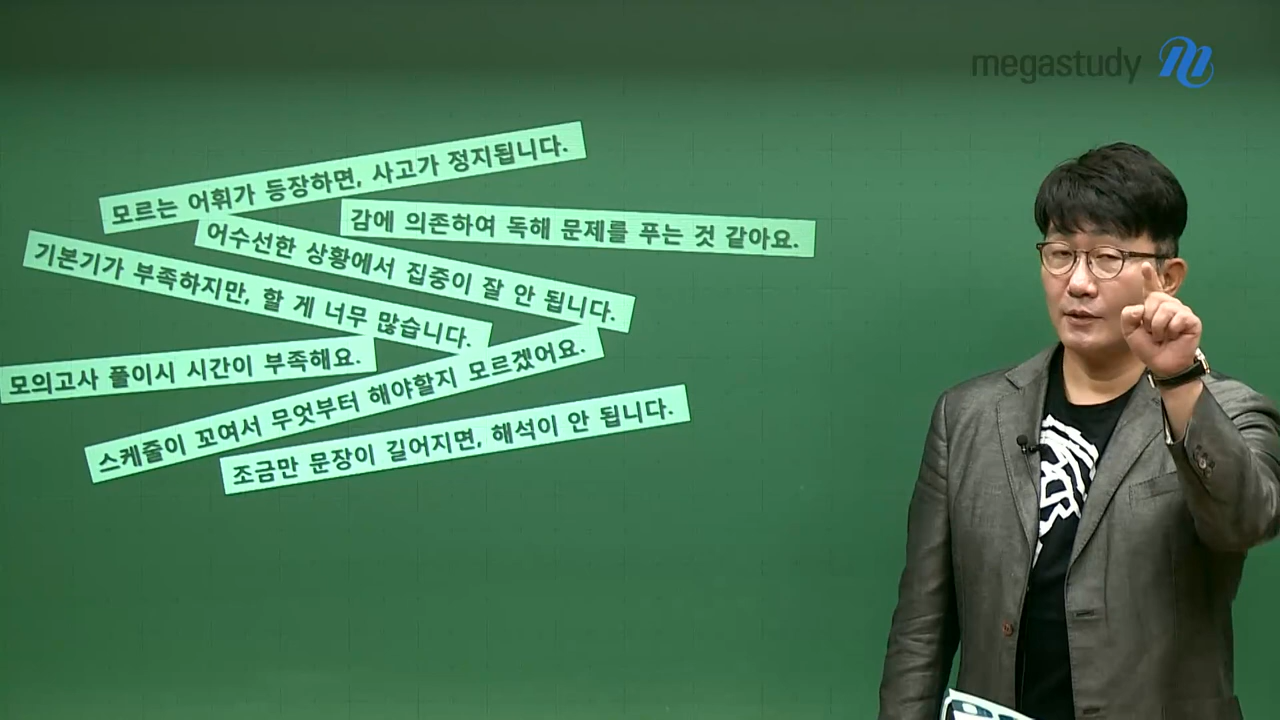 megastudy
모르는 어휘가 등장하면, 사고가 정지됩니다.
감에 의존하여 독해 문제를 푸는 것 같아요.
어수선한 상황에서 집중이 잘 안 됩니다.
기본기가 부족하지만, 할 게 너무 많습니다.
모의고사 풀이시 시간이 부족해요.
스케줄이 꼬여서 무엇부터 해야할지 모르겠어요.
조금만 문장이 길어지면, 해석이 안 됩니다.